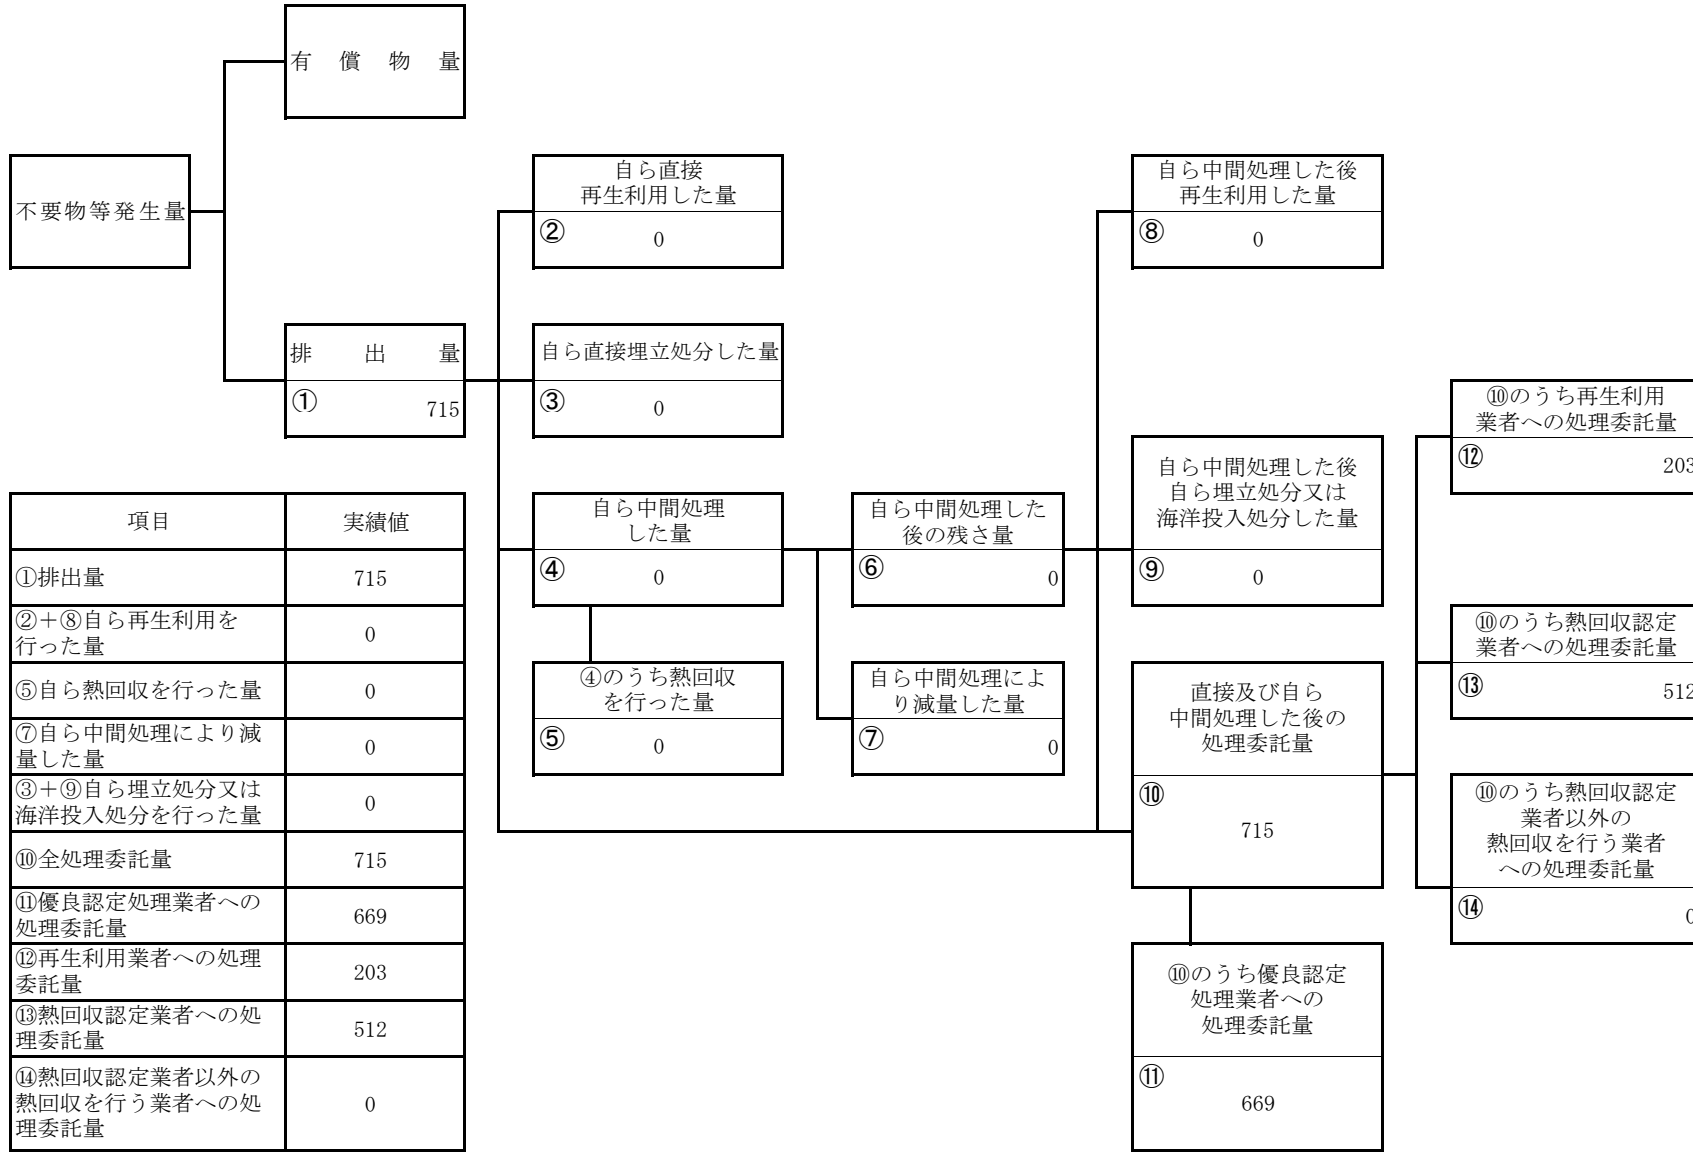 有償物量
不要物等発生量
自ら直接
再生利用した量
② 0
自ら中間処理した後
再生利用した量
⑧ 0
排出量
① 715
自ら直接埋立処分した量
③ 0
⑩のうち再生利用
業者への処理委託量
⑫ 203
自ら中間処理した後
自ら埋立処分又は
海洋投入処分した量
⑨ 0
自ら中間処理
した量
④ 0
自ら中間処理した
後の残さ量
⑥ 0
⑩のうち熱回収認定
業者への処理委託量
⑬ 512
④のうち熱回収
を行った量
⑤ 0
自ら中間処理によ
り減量した量
⑦ 0
直接及び自ら
中間処理した後の
処理委託量
⑩
715
⑩のうち熱回収認定
業者以外の
熱回収を行う業者
への処理委託量
⑭ 0
⑩のうち優良認定
処理業者への
処理委託量
⑪
669
項目 実績値
①排出量 715
②＋⑧自ら再生利用を
行った量 0
⑤自ら熱回収を行った量 0
⑦自ら中間処理により減
量した量 0
③＋⑨自ら埋立処分又は
海洋投入処分を行った量 0
⑩全処理委託量 715
⑪優良認定処理業者への
処理委託量 669
⑫再生利用業者への処理
委託量 203
⑬熱回収認定業者への処
理委託量 512
⑭熱回収認定業者以外の
熱回収を行う業者への処 0
理委託量